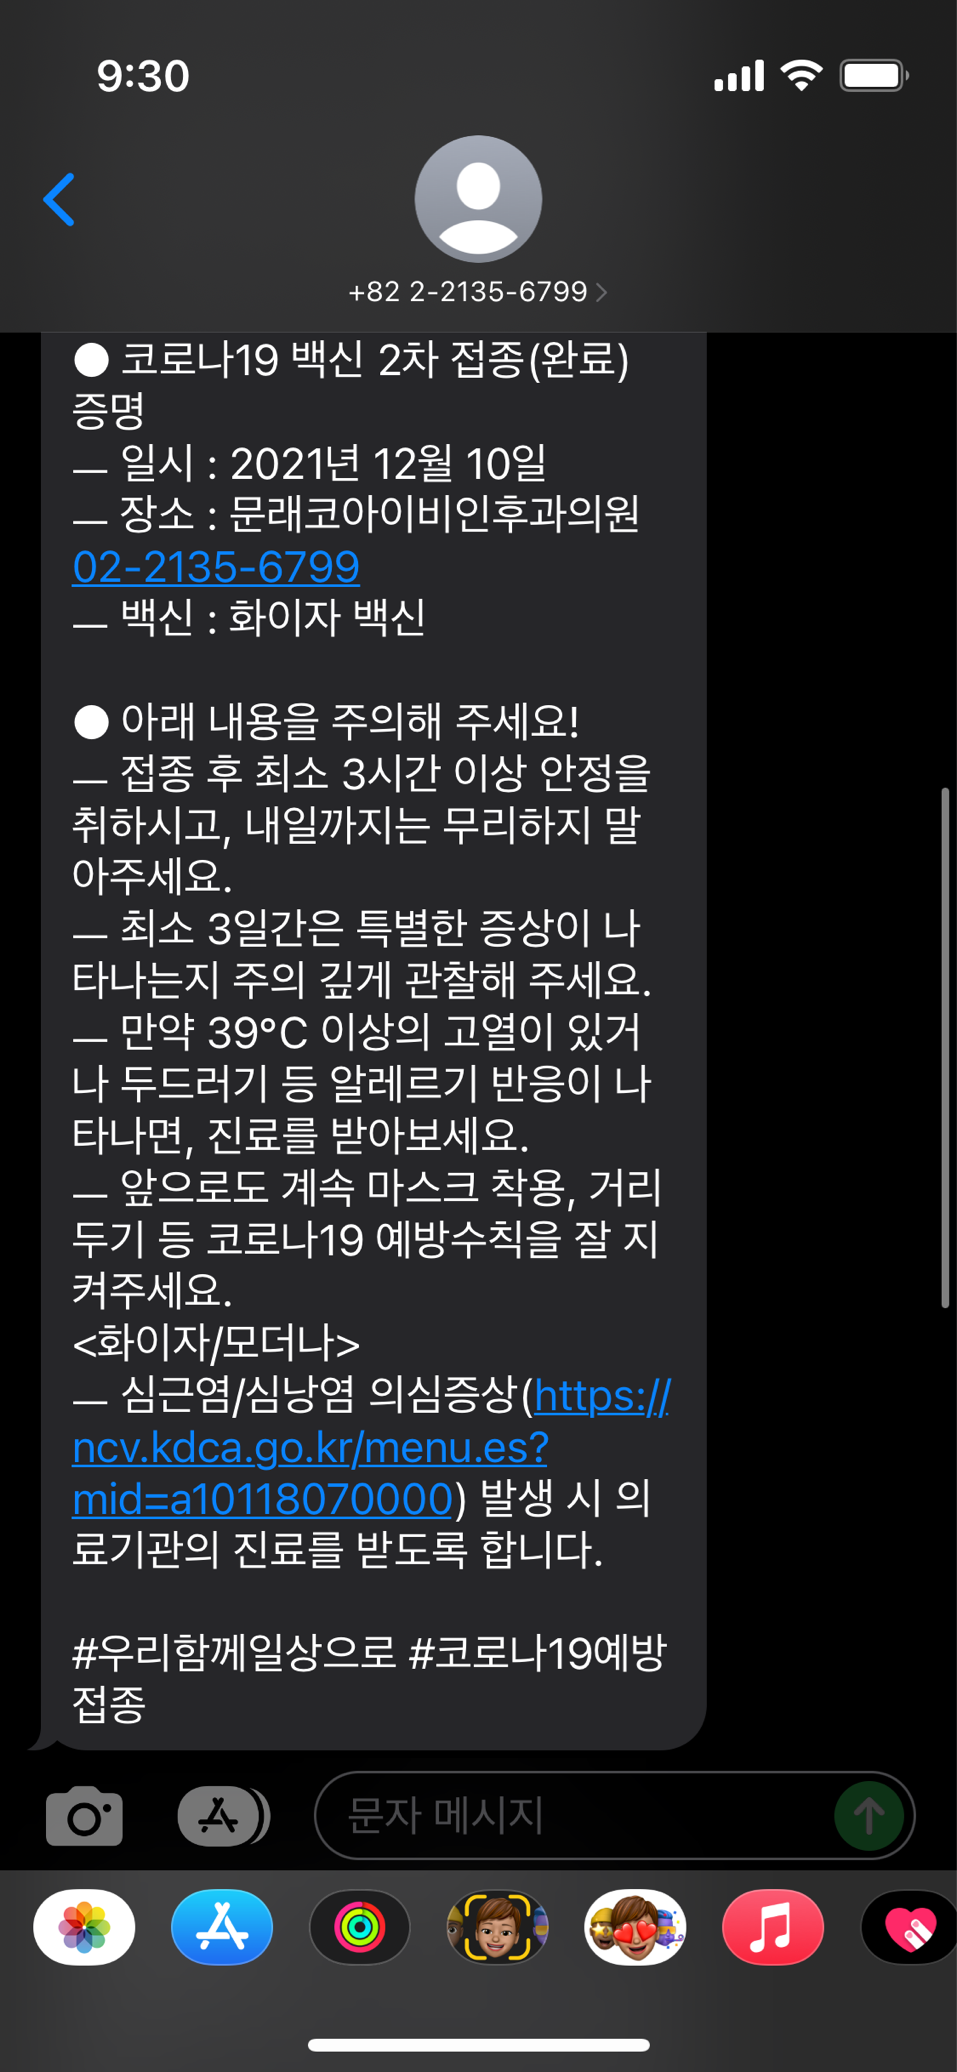 9:30
+82 2-2135-6799
● 코로나19 백신 2차 접종(완료)
증명
ㅡ 일시 : 2021년 12월 10일
ㅡ 장소 : 문래코아이비인후과의원
02-2135-6799
ㅡ 백신 : 화이자 백신
● 아래 내용을 주의해 주세요!
ㅡ 접종 후 최소 3시간 이상 안정을
취하시고, 내일까지는 무리하지 말
아주세요.
ㅡ 최소 3일간은 특별한 증상이 나
타나는지 주의 깊게 관찰해 주세요.
ㅡ 만약 39°C 이상의 고열이 있거
나 두드러기 등 알레르기 반응이 나
타나면, 진료를 받아보세요.
ㅡ 앞으로도 계속 마스크 착용, 거리
두기 등 코로나19 예방수칙을 잘 지
켜주세요.
<화이자/모더나>
ㅡ 심근염/심낭염 의심증상(https://
ncv.kdca.go.kr/menu.es?
mid=a10118070000) 발생 시 의
료기관의 진료를 받도록 합니다.
#우리함께일상으로 #코로나19예방
접종
문자 메시지